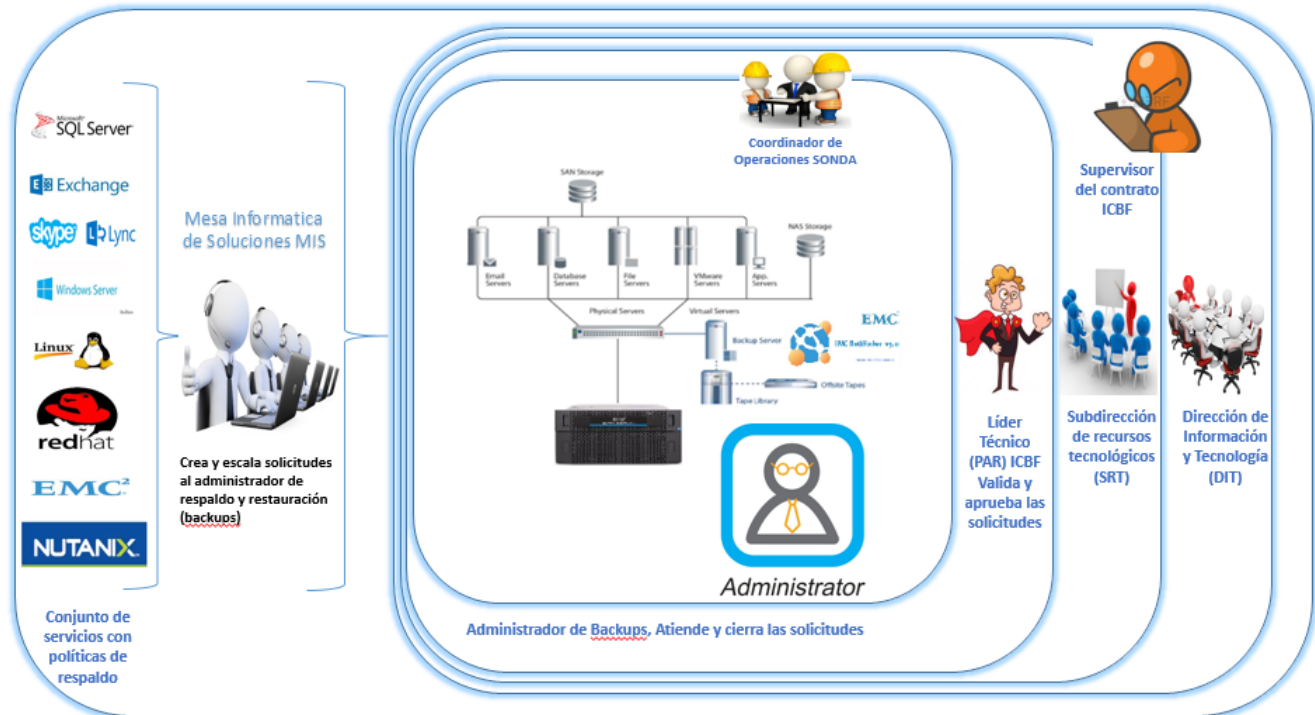 Microsoft
SQL Server
Exchange
skype
Lync
Windows Server
Linux
redhat
EMC²
NUTANIX
Conjunto de
servicios con
políticas de
respaldo
Mesa Informatica
de Soluciones MIS
Crea y escala solicitudes
al administrador de
respaldo y restauración
(backups)
Coordinador de
Operaciones SONDA
SAN Storage
NAS Storage
Email
Servers
Database
Servers
File
Servers
VMware
Servers
App.
Servers
Physical Servers
Virtual Servers
Backup Server
EMC²
Offsite Tapes
Tape Library
Administrator
Administrador de Backups, Atiende y cierra las solicitudes
Líder
Técnico
(PAR) ICBF
Valida y
aprueba las
solicitudes
Supervisor
del contrato
ICBF
Subdirección
de recursos
tecnológicos
(SRT)
Dirección de
Información
y Tecnología
(DIT)